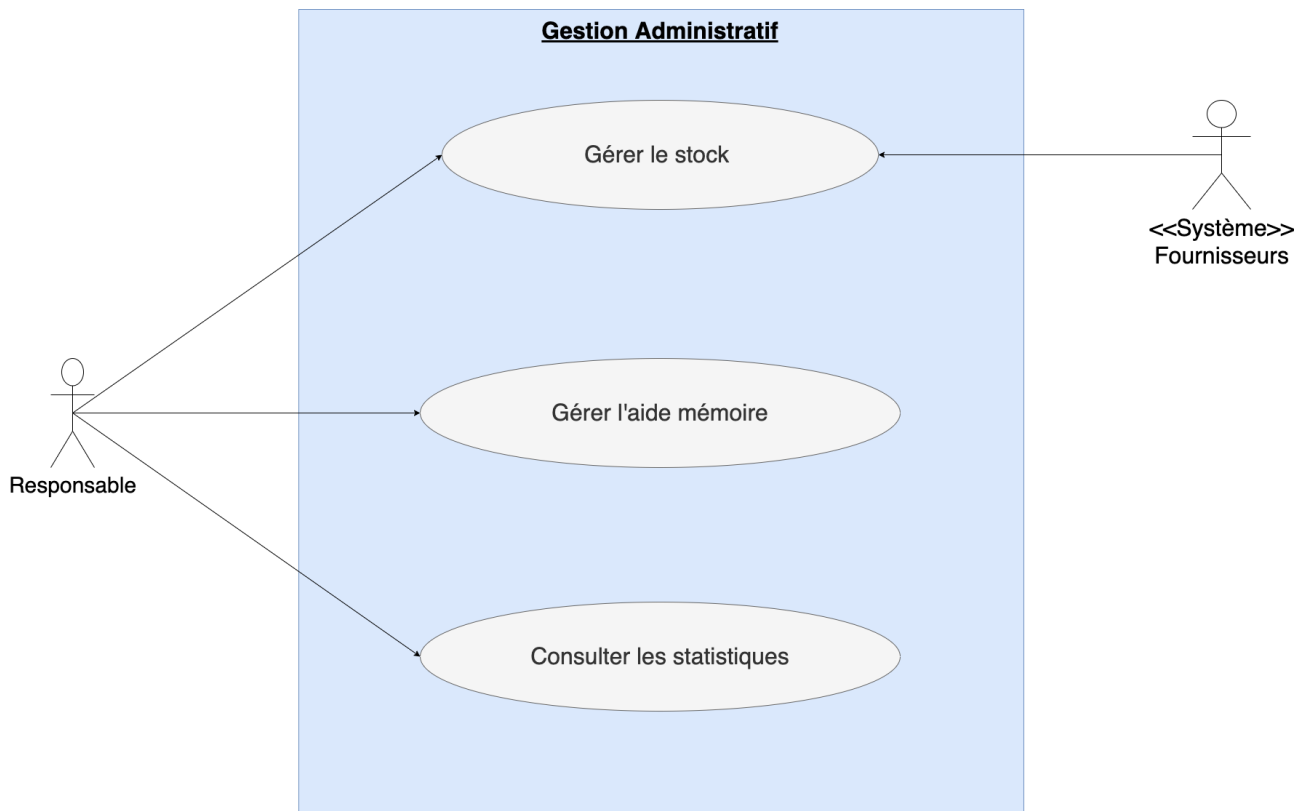 Gestion Administratif
Gérer le stock
<<Système>>
Fournisseurs
Gérer l'aide mémoire
Responsable
Consulter les statistiques